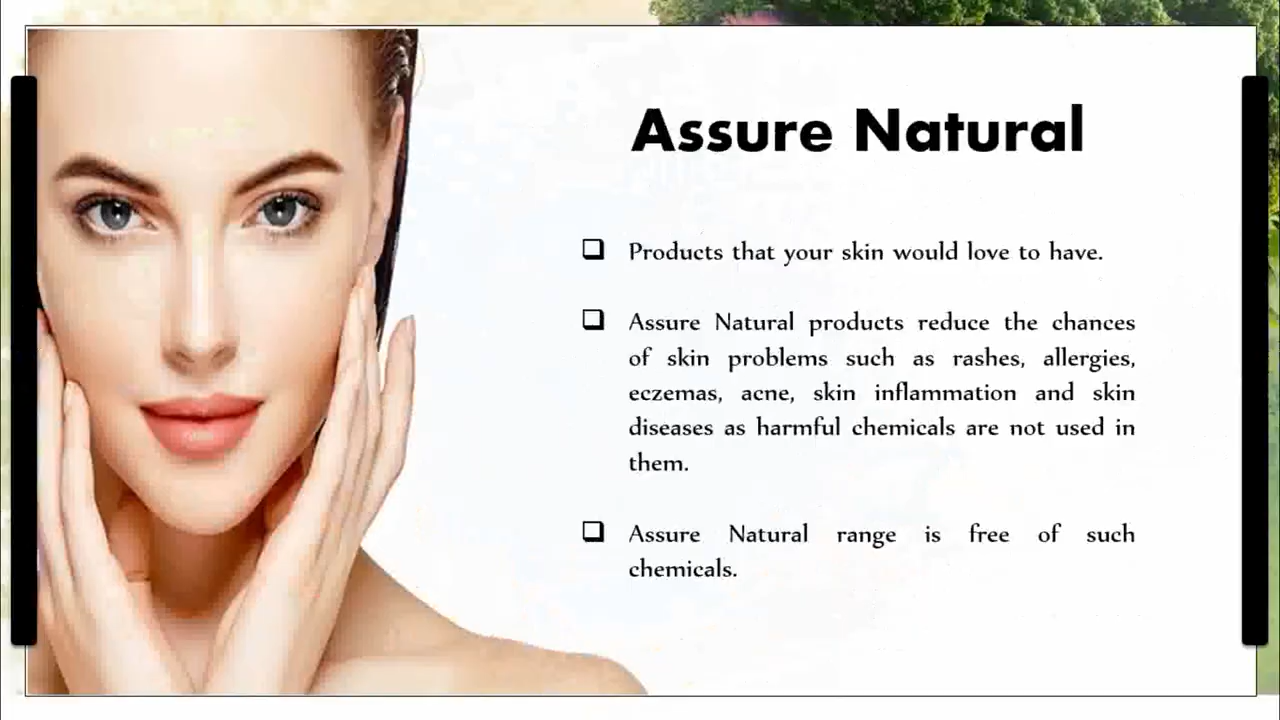 Assure Natural
Products that your skin would love to have.
Assure Natural products reduce the chances
of skin problems such as rashes, allergies,
eczemas, acne, skin inflammation and skin
diseases as harmful chemicals are not used in
them.
Assure Natural range is free of such
chemicals.